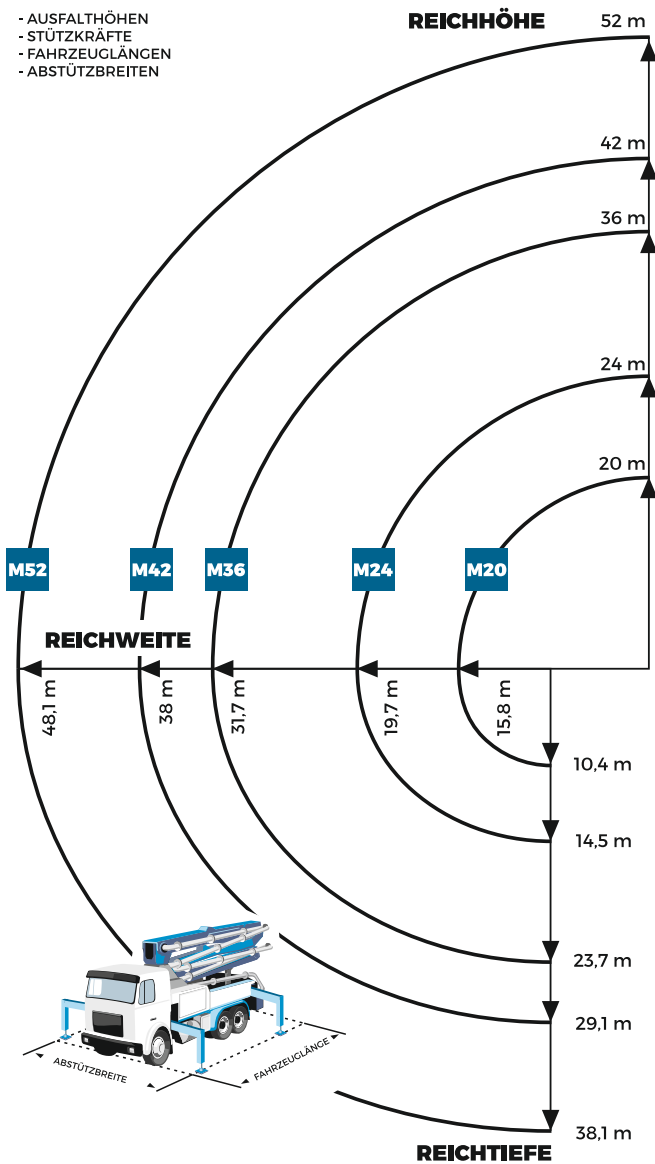 - AUSFALTHÖHEN
- STÜTZKRÄFTE
- FAHRZEUGLÄNGEN
- ABSTÜTZBREITEN
REICHHÖHE
52 m
42 m
36 m
24 m
20 m
M52
M42
M36
M24
M20
REICHWEITE
48,1 m
38 m
31,7 m
19,7 m
15,8 m
10,4 m
14,5 m
23,7 m
29,1 m
38,1 m
ABSTÜTZBREITE
FAHRZEUGLÄNGE
REICHTIEFE